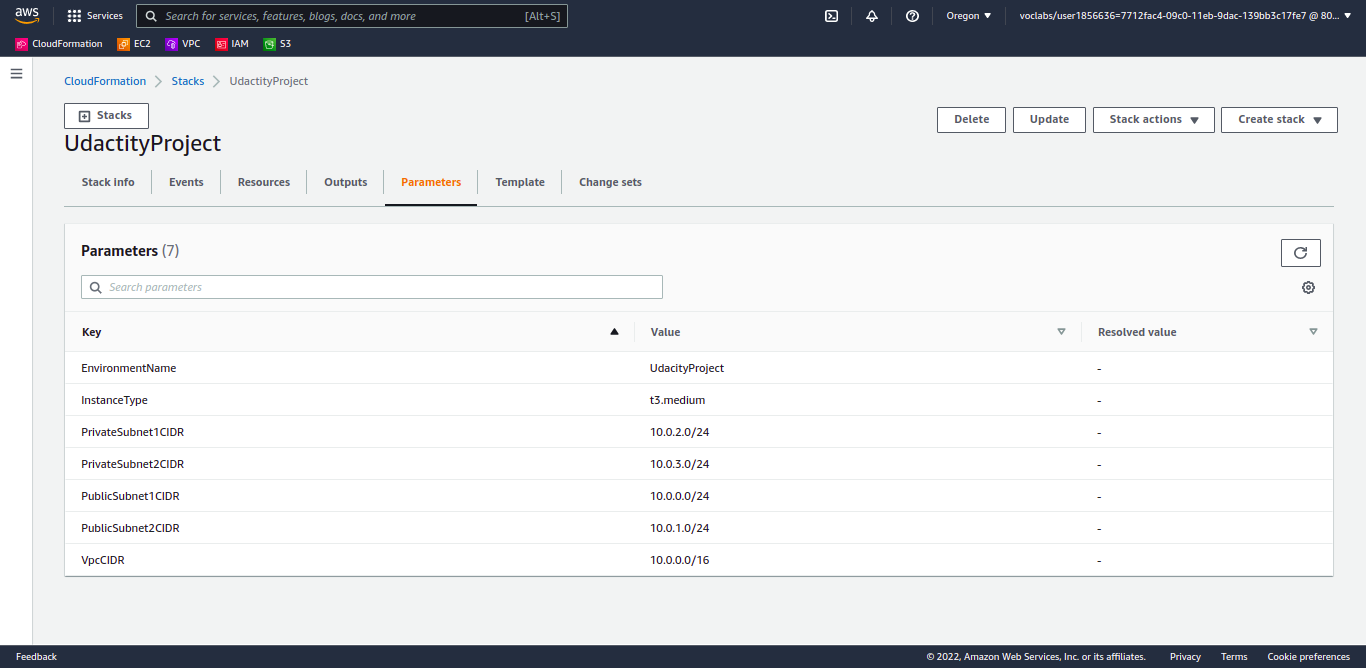 aws Services Search for services, features, blogs, docs, and more [Alt+S] Oregon ▼ voclabs/user1856636=7712fac4-09c0-11eb-9dac-139bb3c17fe7 @ 80... ▼
CloudFormation EC2 VPC IAM S3
CloudFormation > Stacks > UdactityProject
Stacks
Delete Update Stack actions ▼ Create stack ▼
UdactityProject
Stack info Events Resources Outputs Parameters Template Change sets
Parameters (7)
Search parameters
Key Value Resolved value
EnvironmentName UdacityProject -
InstanceType t3.medium -
PrivateSubnet1CIDR 10.0.2.0/24 -
PrivateSubnet2CIDR 10.0.3.0/24 -
PublicSubnet1CIDR 10.0.0.0/24 -
PublicSubnet2CIDR 10.0.1.0/24 -
VpcCIDR 10.0.0.0/16 -
Feedback © 2022, Amazon Web Services, Inc. or its affiliates. Privacy Terms Cookie preferences